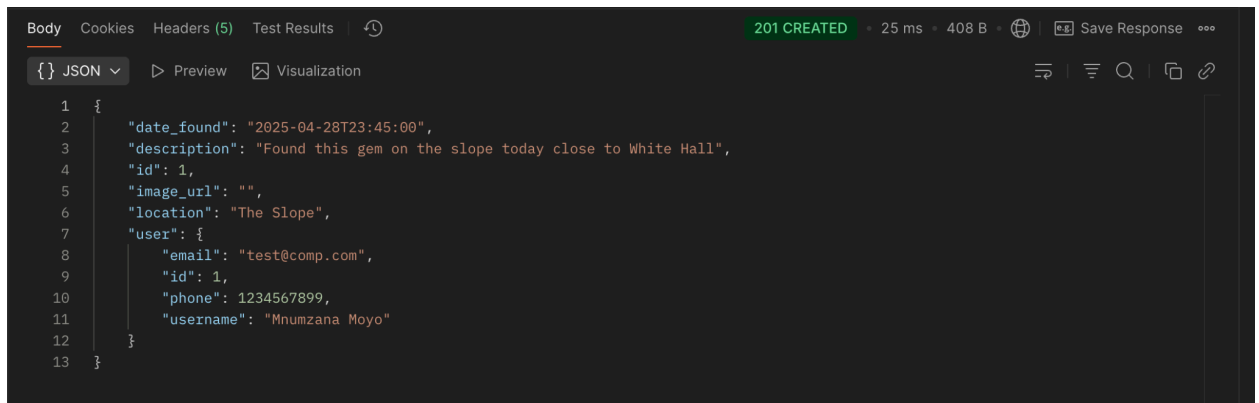 Body Cookies Headers (5) Test Results 201 CREATED • 25 ms • 408 B • e.g. Save Response
{} JSON Preview Visualization
1 {
2 "date_found": "2025-04-28T23:45:00",
3 "description": "Found this gem on the slope today close to White Hall",
4 "id": 1,
5 "image_url": "",
6 "location": "The Slope",
7 "user": {
8 "email": "test@comp.com",
9 "id": 1,
10 "phone": 1234567899,
11 "username": "Mnumzana Moyo"
12 }
13 }